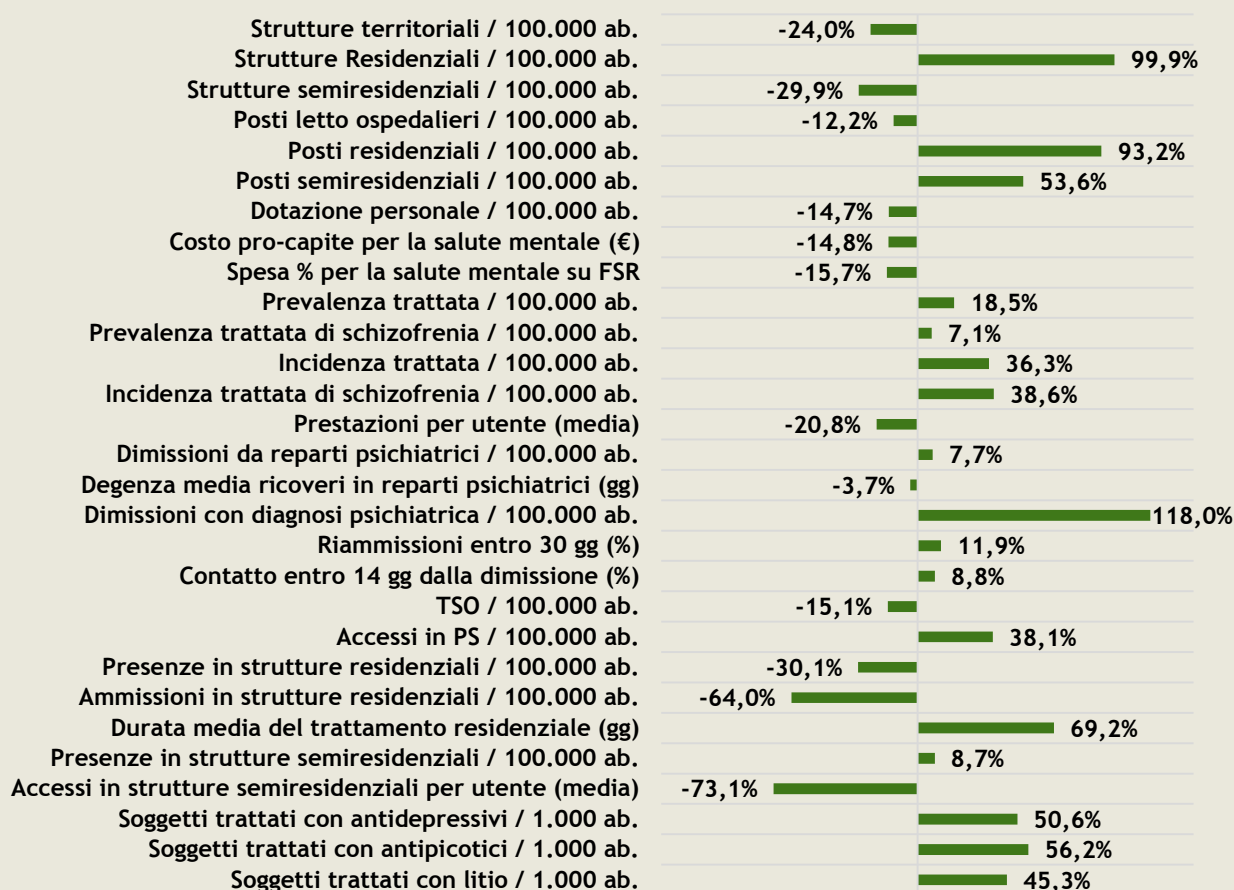 Strutture territoriali / 100.000 ab. -24,0%
Strutture Residenziali / 100.000 ab. 99,9%
Strutture semiresidenziali / 100.000 ab. -29,9%
Posti letto ospedalieri / 100.000 ab. -12,2%
Posti residenziali / 100.000 ab. 93,2%
Posti semiresidenziali / 100.000 ab. 53,6%
Dotazione personale / 100.000 ab. -14,7%
Costo pro-capite per la salute mentale (€) -14,8%
Spesa % per la salute mentale su FSR -15,7%
Prevalenza trattata / 100.000 ab. 18,5%
Prevalenza trattata di schizofrenia / 100.000 ab. 7,1%
Incidenza trattata / 100.000 ab. 36,3%
Incidenza trattata di schizofrenia / 100.000 ab. 38,6%
Prestazioni per utente (media) -20,8%
Dimissioni da reparti psichiatrici / 100.000 ab. 7,7%
Degenza media ricoveri in reparti psichiatrici (gg) -3,7%
Dimissioni con diagnosi psichiatrica / 100.000 ab. 118,0%
Riammissioni entro 30 gg (%) 11,9%
Contatto entro 14 gg dalla dimissione (%) 8,8%
TSO / 100.000 ab. -15,1%
Accessi in PS / 100.000 ab. 38,1%
Presenze in strutture residenziali / 100.000 ab. -30,1%
Ammissioni in strutture residenziali / 100.000 ab. -64,0%
Durata media del trattamento residenziale (gg) 69,2%
Presenze in strutture semiresidenziali / 100.000 ab. 8,7%
Accessi in strutture semiresidenziali per utente (media) -73,1%
Soggetti trattati con antidepressivi / 1.000 ab. 50,6%
Soggetti trattati con antipicotici / 1.000 ab. 56,2%
Soggetti trattati con litio / 1.000 ab. 45,3%